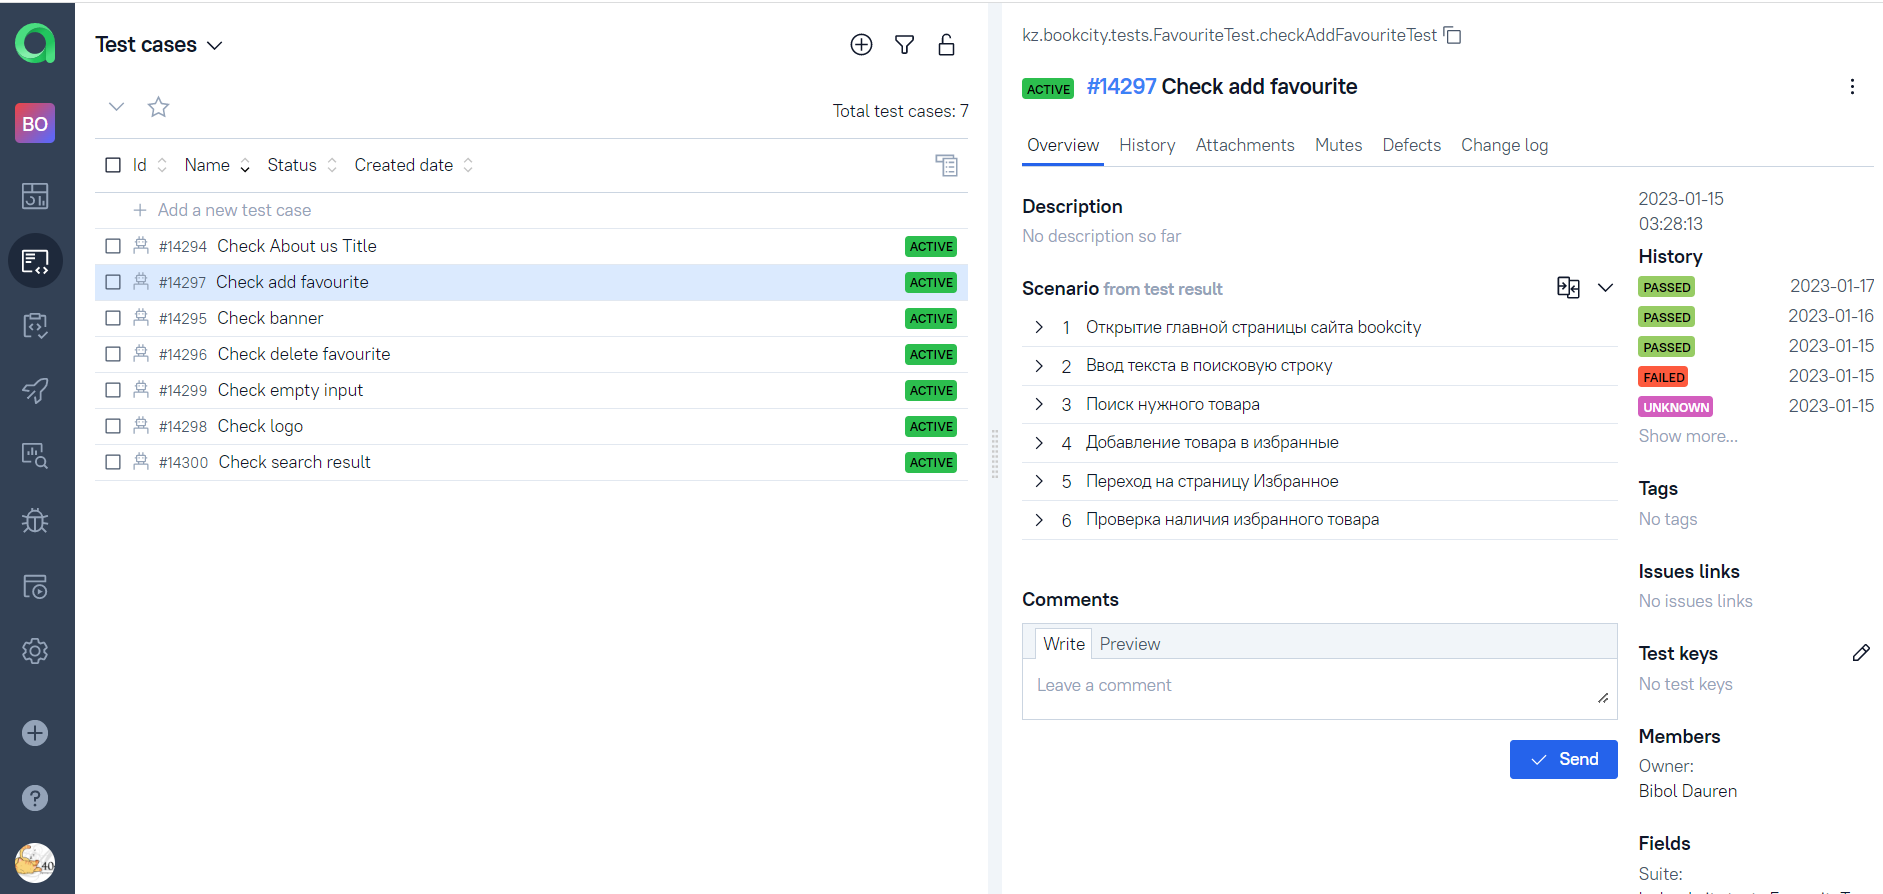 BO
Test cases
Total test cases: 7
Id Name Status Created date
Add a new test case
#14294 Check About us Title ACTIVE
#14297 Check add favourite ACTIVE
#14295 Check banner ACTIVE
#14296 Check delete favourite ACTIVE
#14299 Check empty input ACTIVE
#14298 Check logo ACTIVE
#14300 Check search result ACTIVE
kz.bookcity.tests.FavouriteTest.checkAddFavouriteTest
ACTIVE #14297 Check add favourite
Overview History Attachments Mutes Defects Change log
Description
No description so far
Scenario from test result
1 Открытие главной страницы сайта bookcity
2 Ввод текста в поисковую строку
3 Поиск нужного товара
4 Добавление товара в избранные
5 Переход на страницу Избранное
6 Проверка наличия избранного товара
Comments
Write Preview
Leave a comment
Send
2023-01-15
03:28:13
History
PASSED 2023-01-17
PASSED 2023-01-16
PASSED 2023-01-15
FAILED 2023-01-15
UNKNOWN 2023-01-15
Show more...
Tags
No tags
Issues links
No issues links
Test keys
No test keys
Members
Owner:
Bibol Dauren
Fields
Suite:
40